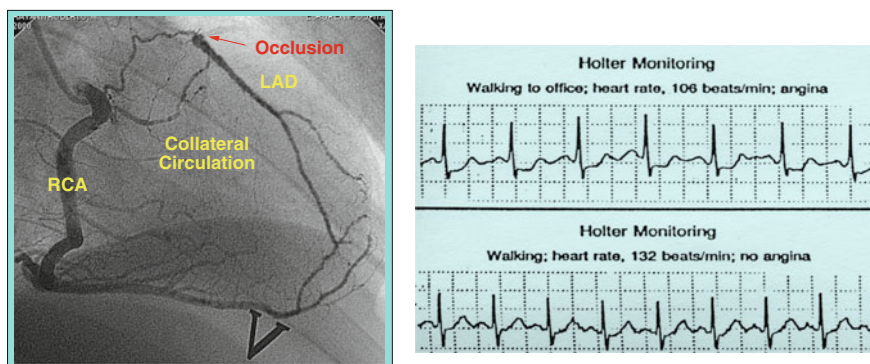 2000
Occlusion
LAD
Collateral
Circulation
RCA
Holter Monitoring
Walking to office; heart rate, 106 beats/min; angina
Holter Monitoring
Walking; heart rate, 132 beats/min; no angina